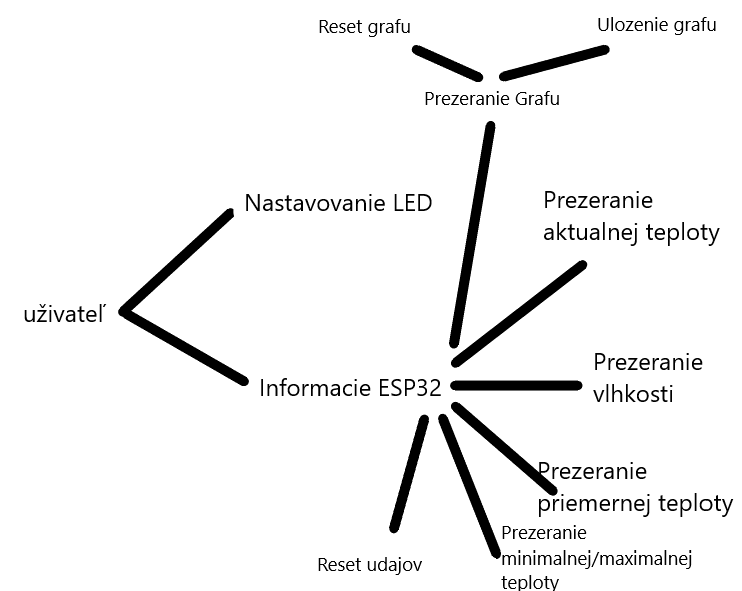 Reset grafu
Ulozenie grafu
Prezeranie Grafu
Nastavovanie LED
Prezeranie
aktualnej teploty
užívateľ
Informacie ESP32
Prezeranie
vlhkosti
Prezeranie
priemernej teploty
Prezeranie
minimalnej/maximalnej
teploty
Reset udajov